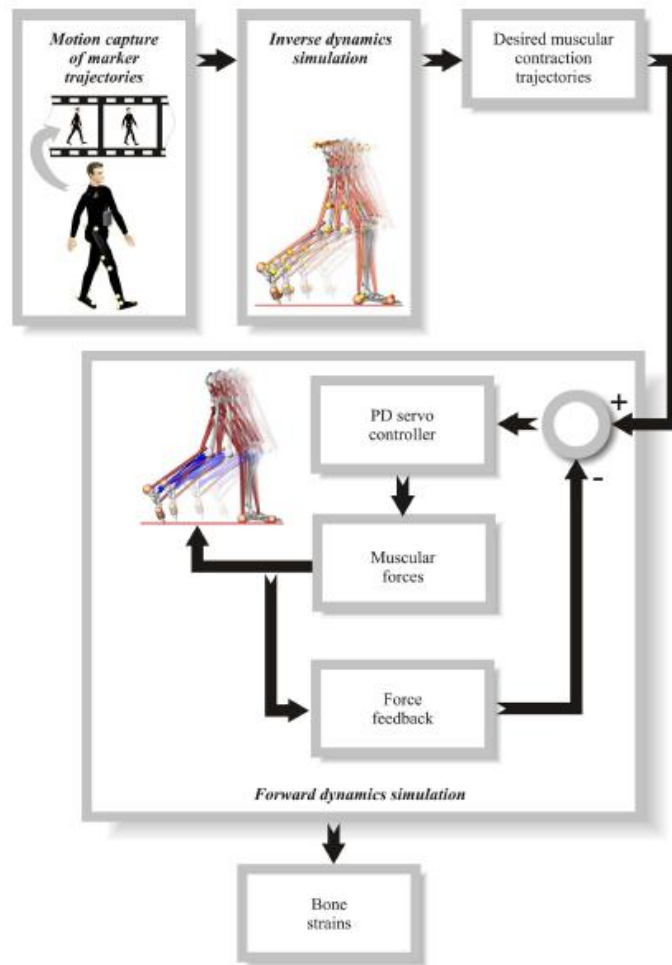 Motion capture
of marker
trajectories
Inverse dynamics
simulation
Desired muscular
contraction
trajectories
+
-
PD servo
controller
Muscular
forces
Force
feedback
Forward dynamics simulation
Bone
strains